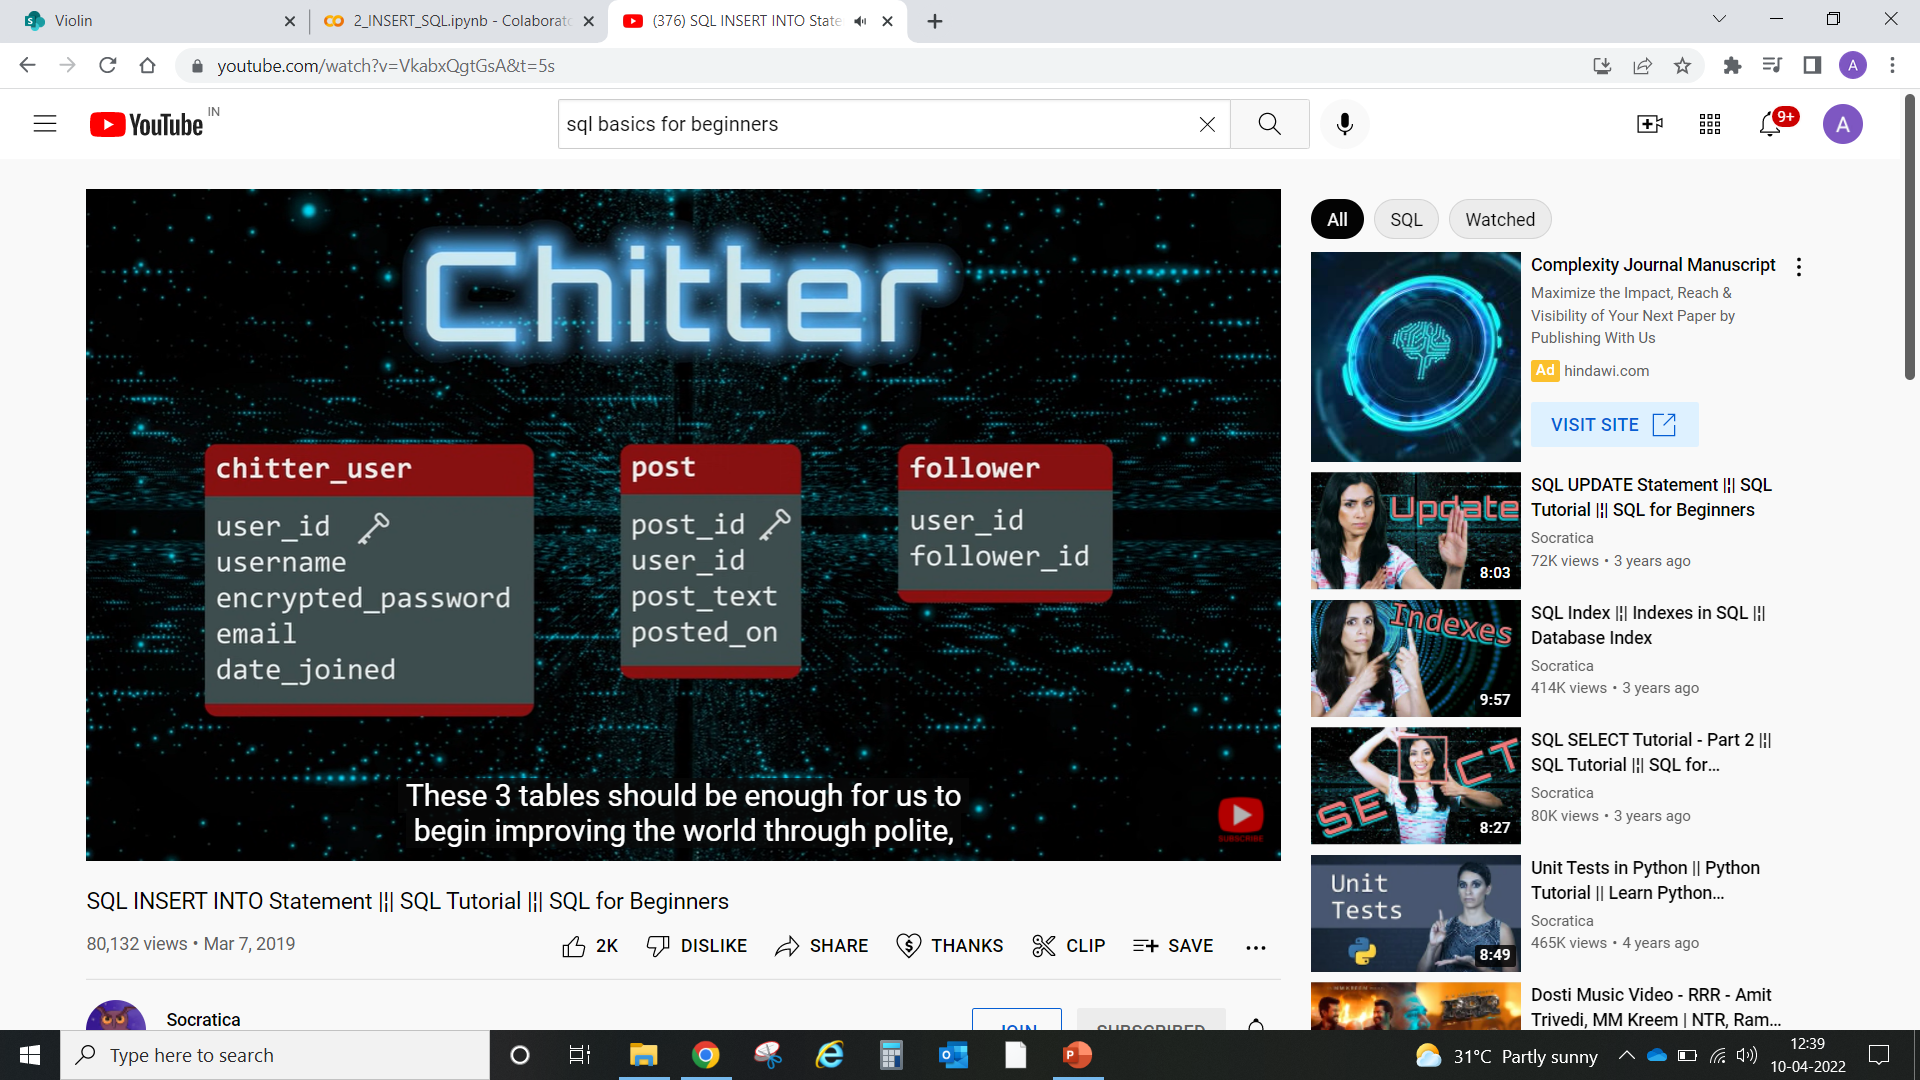 Violin
2_INSERT_SQL.ipynb - Colaborato
(376) SQL INSERT INTO State
youtube.com/watch?v=VkabxQgtGsA&t=5s
A
YouTube IN
sql basics for beginners
9+
A
Chitter
chitter_user
user_id
username
encrypted_password
email
date_joined
post
post_id
user_id
post_text
posted_on
follower
user_id
follower_id
These 3 tables should be enough for us to
begin improving the world through polite,
SUBSCRIBE
SQL INSERT INTO Statement |¦| SQL Tutorial |¦| SQL for Beginners
80,132 views • Mar 7, 2019
2K DISLIKE SHARE THANKS CLIP SAVE
Socratica
JOIN SUBSCRIBED
All SQL Watched
Complexity Journal Manuscript
Maximize the Impact, Reach &
Visibility of Your Next Paper by
Publishing With Us
Ad hindawi.com
VISIT SITE
Update
8:03
SQL UPDATE Statement |¦| SQL
Tutorial |¦| SQL for Beginners
Socratica
72K views • 3 years ago
Indexes
9:57
SQL Index |¦| Indexes in SQL |¦|
Database Index
Socratica
414K views • 3 years ago
SELECT
8:27
SQL SELECT Tutorial - Part 2 |¦|
SQL Tutorial |¦| SQL for...
Socratica
80K views • 3 years ago
Unit
Tests
8:49
Unit Tests in Python || Python
Tutorial || Learn Python...
Socratica
465K views • 4 years ago
Dosti Music Video - RRR - Amit
Trivedi, MM Kreem | NTR, Ram...
Type here to search
31°C Partly sunny
12:39
10-04-2022